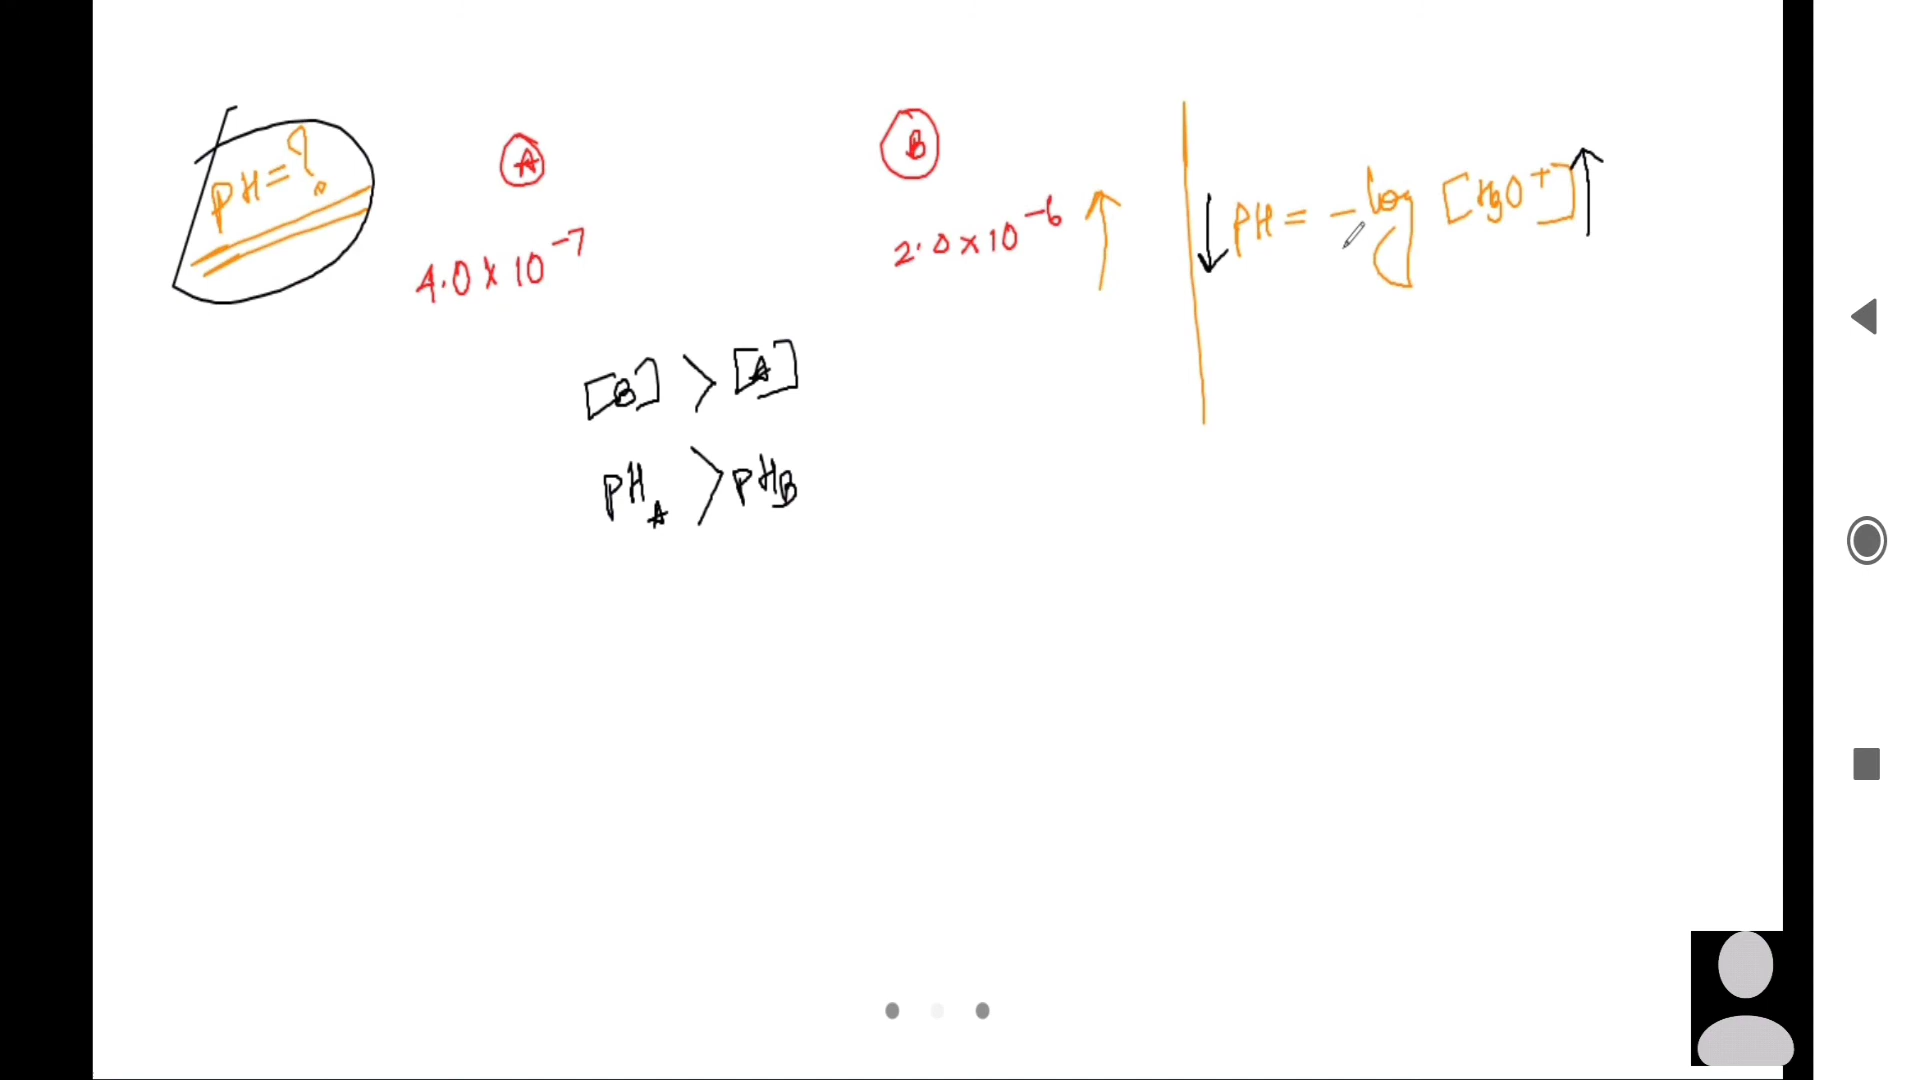 PH=?
A
4.0 x 10⁻⁷
B
2.0 x 10⁻⁶ ↑
↓ PH = -log [H3O⁺] ↑
[B] > [A]
PH_A > PH_B